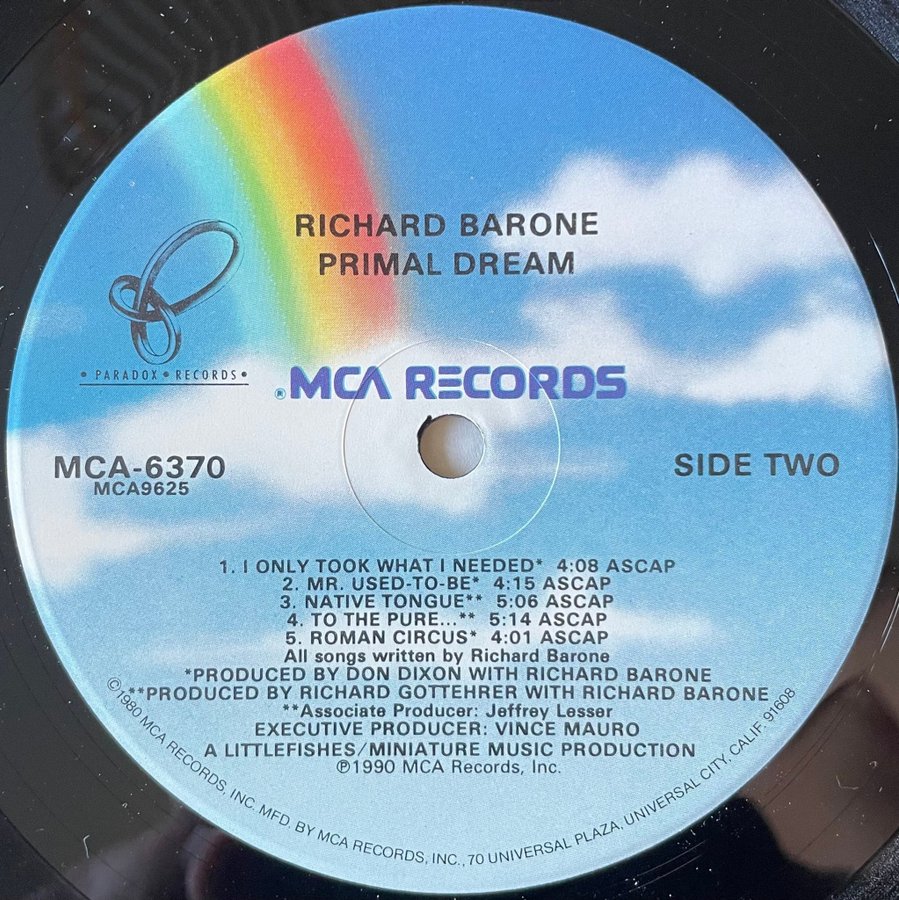 RICHARD BARONE
PRIMAL DREAM
• PARADOX • RECORDS •
®MCA RECORDS
MCA-6370
MCA9625
SIDE TWO
1. I ONLY TOOK WHAT I NEEDED* 4:08 ASCAP
2. MR. USED-TO-BE* 4:15 ASCAP
3. NATIVE TONGUE** 5:06 ASCAP
4. TO THE PURE...** 5:14 ASCAP
5. ROMAN CIRCUS* 4:01 ASCAP
All songs written by Richard Barone
*PRODUCED BY DON DIXON WITH RICHARD BARONE
**PRODUCED BY RICHARD GOTTEHRER WITH RICHARD BARONE
**Associate Producer: Jeffrey Lesser
EXECUTIVE PRODUCER: VINCE MAURO
A LITTLEFISHES/MINIATURE MUSIC PRODUCTION
℗1990 MCA Records, Inc.
©1980 MCA RECORDS, INC. MFD. BY MCA RECORDS, INC., 70 UNIVERSAL PLAZA, UNIVERSAL CITY, CALIF. 91608